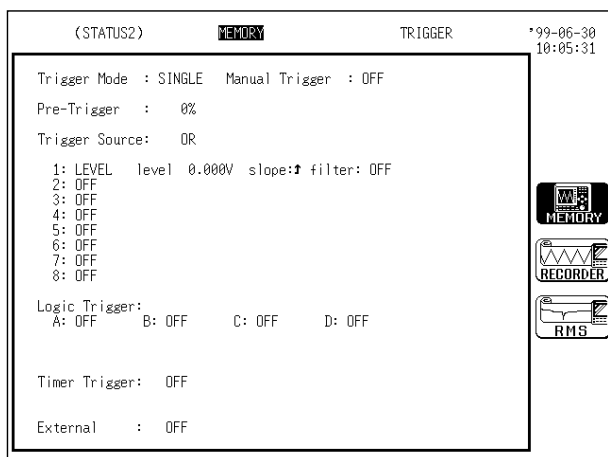 (STATUS2) MEMORY TRIGGER '99-06-30
10:05:31
Trigger Mode : SINGLE Manual Trigger : OFF
Pre-Trigger : 0%
Trigger Source: OR
1: LEVEL level 0.000V slope:↑ filter: OFF
2: OFF
3: OFF
4: OFF
5: OFF
6: OFF
7: OFF
8: OFF
Logic Trigger:
A: OFF B: OFF C: OFF D: OFF
Timer Trigger: OFF
External : OFF
MEMORY
RECORDER
RMS